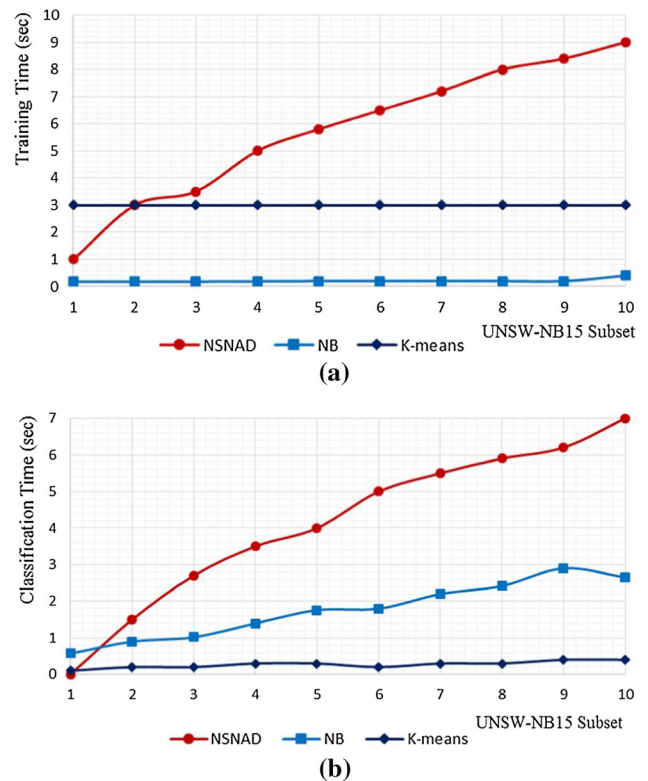 10
9
8
7
6
5
4
3
2
1
0
Training Time (sec)
1 2 3 4 5 6 7 8 9 10
UNSW-NB15 Subset
NSNAD NB K-means
(a)
7
6
5
4
3
2
1
0
Classification Time (sec)
1 2 3 4 5 6 7 8 9 10
UNSW-NB15 Subset
NSNAD NB K-means
(b)